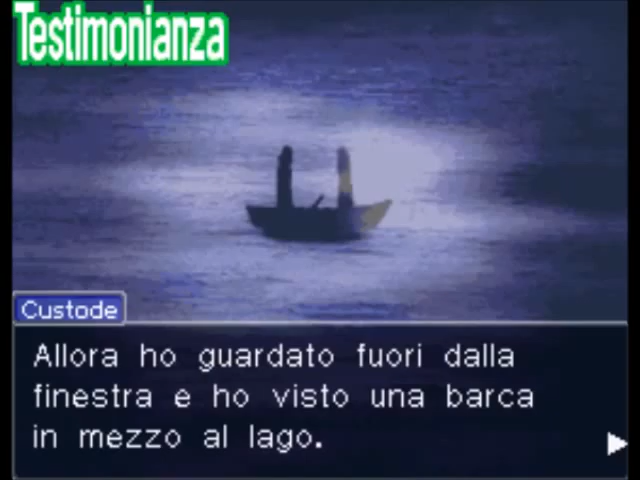 Testimonianza
Custode
Allora ho guardato fuori dalla
finestra e ho visto una barca
in mezzo al lago.